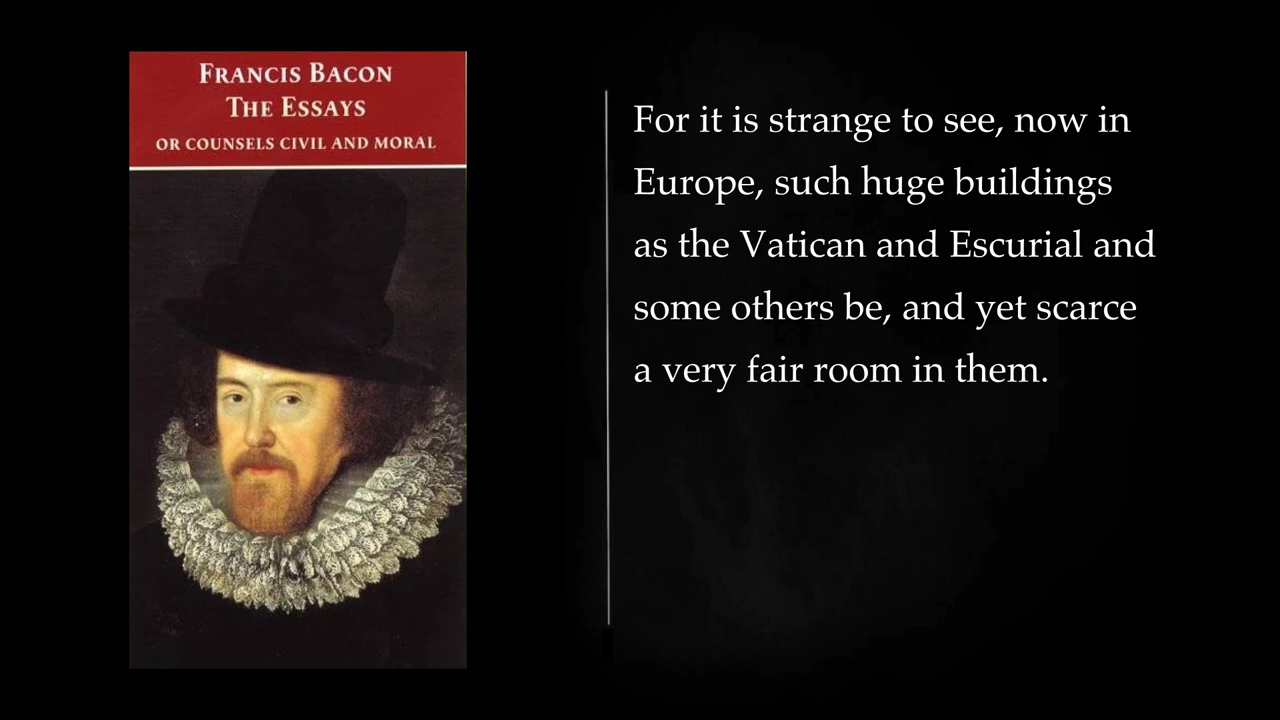 FRANCIS BACON
THE ESSAYS
OR COUNSELS CIVIL AND MORAL
For it is strange to see, now in
Europe, such huge buildings
as the Vatican and Escurial and
some others be, and yet scarce
a very fair room in them.